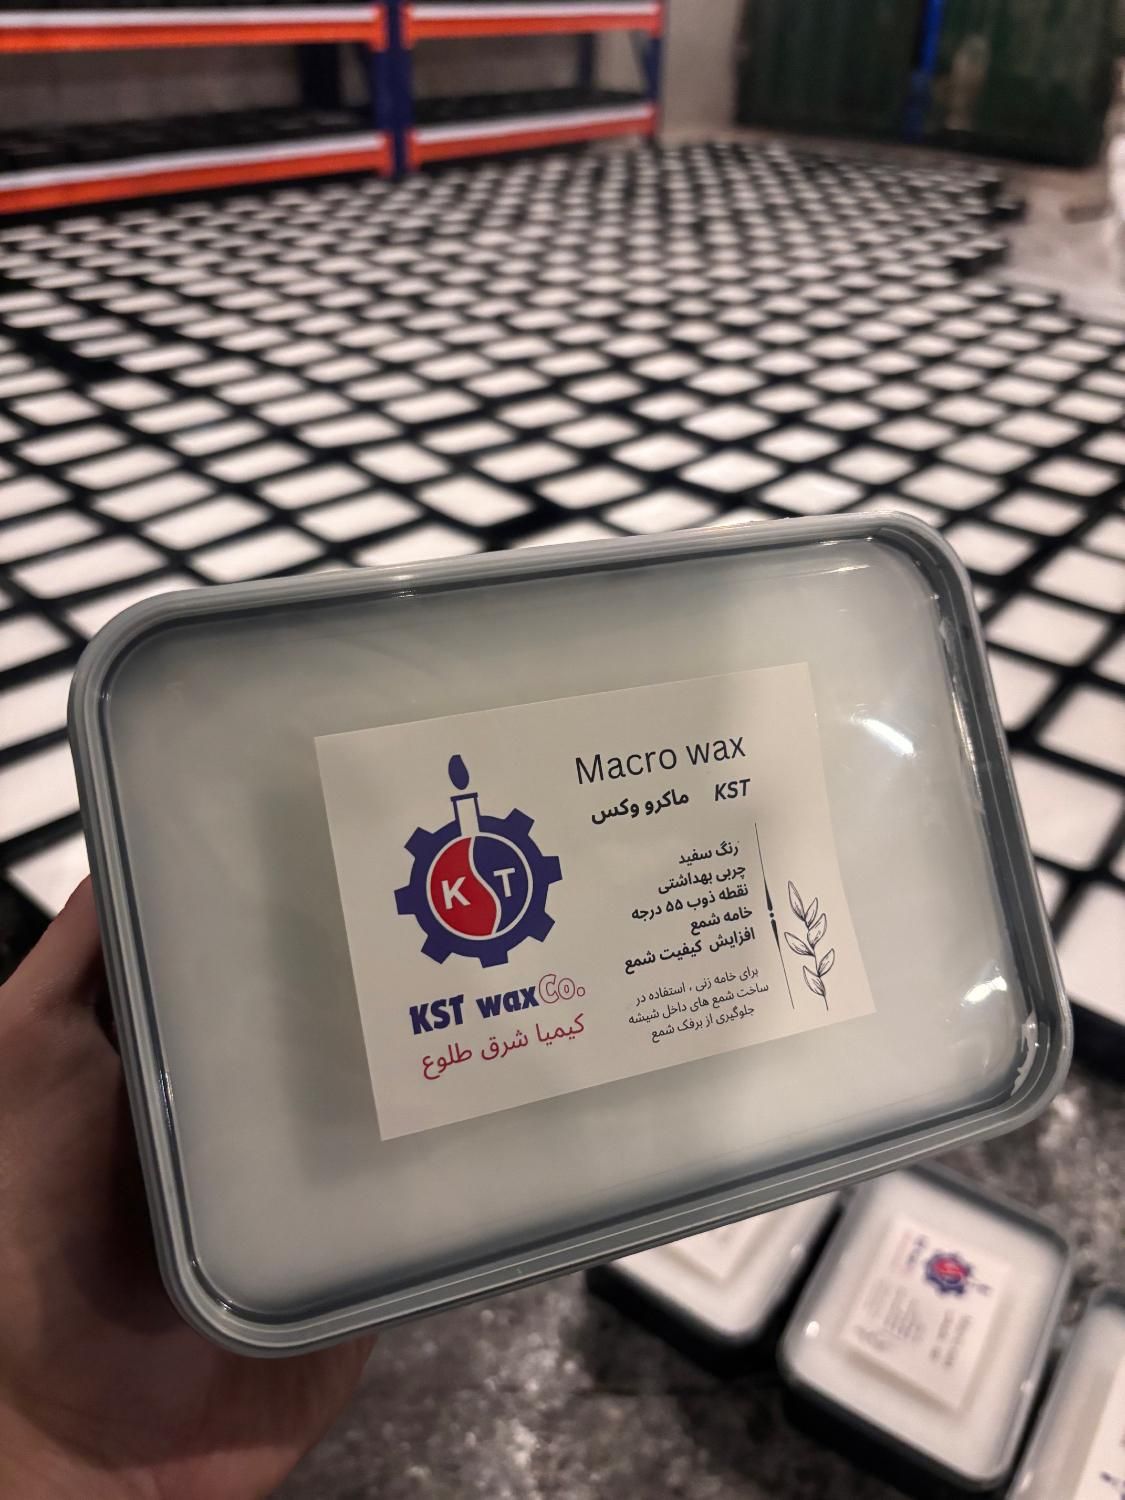 K T
KST wax Co.
کیمیا شرق طلوع
Macro wax
ماکرو وکس KST
رنگ سفید
چربی بهداشتی
نقطه ذوب ۵۵ درجه
خامه شمع
افزایش کیفیت شمع
برای خامه زنی ، استفاده در
ساخت شمع های داخل شیشه
جلوگیری از برفک شمع